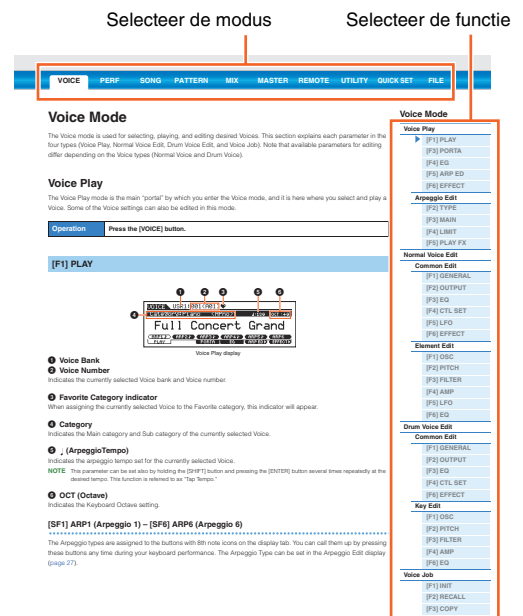 Selecteer de modus
Selecteer de functie
VOICE PERF SONG PATTERN MIX MASTER REMOTE UTILITY QUICK SET FILE
Voice Mode
The Voice mode is used for selecting, playing, and editing desired Voices. This section explains each parameter in the
four types (Voice Play, Normal Voice Edit, Drum Voice Edit, and Voice Job). Note that available parameters for editing
differ depending on the Voice types (Normal Voice and Drum Voice).
Voice Play
The Voice Play mode is the main “portal” by which you enter the Voice mode, and it is here where you select and play a
Voice. Some of the Voice settings can also be edited in this mode.
Operation Press the [VOICE] button.
[F1] PLAY
1 2 3 5 6
4
VOICE USR1:001(A01)
Full Concert Grand
Voice Play display
1 Voice Bank
2 Voice Number
Indicates the currently selected Voice bank and Voice number.
3 Favorite Category indicator
When assigning the currently selected Voice to the Favorite category, this indicator will appear.
4 Category
Indicates the Main category and Sub category of the currently selected Voice.
5 ♩ (ArpeggioTempo)
Indicates the arpeggio tempo set for the currently selected Voice.
NOTE This parameter can be set also by holding the [SHIFT] button and pressing the [ENTER] button several times repeatedly at the
desired tempo. This function is referred to as “Tap Tempo.”
6 OCT (Octave)
Indicates the Keyboard Octave setting.
[SF1] ARP1 (Arpeggio 1) – [SF6] ARP6 (Arpeggio 6)
The Arpeggio types are assigned to the buttons with 8th note icons on the display tab. You can call them up by pressing
these buttons any time during your keyboard performance. The Arpeggio Type can be set in the Arpeggio Edit display
(page 27).
Voice Mode
Voice Play
[F1] PLAY
[F3] PORTA
[F4] EG
[F5] ARP ED
[F6] EFFECT
Arpeggio Edit
[F2] TYPE
[F3] MAIN
[F4] LIMIT
[F5] PLAY FX
Normal Voice Edit
Common Edit
[F1] GENERAL
[F2] OUTPUT
[F3] EQ
[F4] CTL SET
[F5] LFO
[F6] EFFECT
Element Edit
[F1] OSC
[F2] PITCH
[F3] FILTER
[F4] AMP
[F5] LFO
[F6] EQ
Drum Voice Edit
Common Edit
[F1] GENERAL
[F2] OUTPUT
[F3] EQ
[F4] CTL SET
[F6] EFFECT
Key Edit
[F1] OSC
[F2] PITCH
[F3] FILTER
[F4] AMP
[F6] EQ
Voice Job
[F1] INIT
[F2] RECALL
[F3] COPY